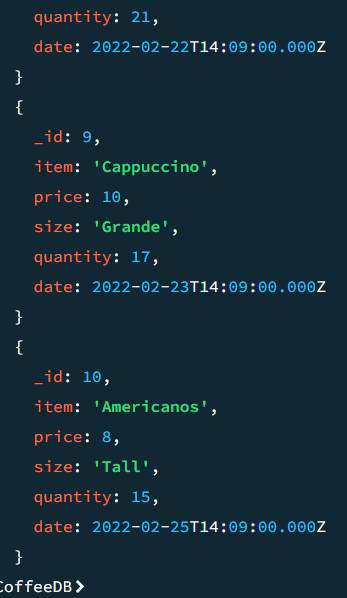 quantity: 21,
date: 2022-02-22T14:09:00.000Z
}
{
_id: 9,
item: 'Cappuccino',
price: 10,
size: 'Grande',
quantity: 17,
date: 2022-02-23T14:09:00.000Z
}
{
_id: 10,
item: 'Americanos',
price: 8,
size: 'Tall',
quantity: 15,
date: 2022-02-25T14:09:00.000Z
}
CoffeeDB❯